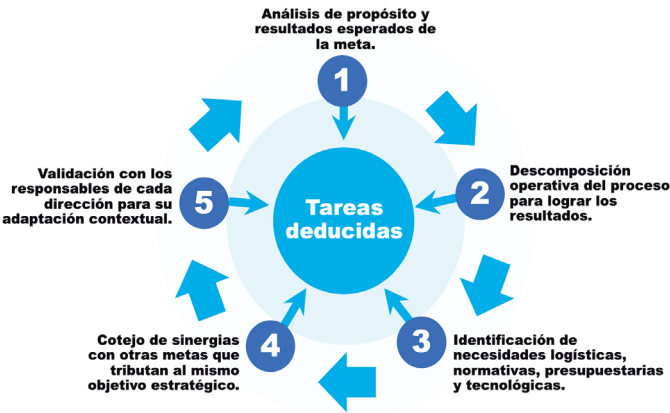 Análisis de propósito y
resultados esperados de
la meta.
1
Descomposición
operativa del proceso
para lograr los
resultados.
2
Identificación de
necesidades logísticas,
normativas, presupuestarias
y tecnológicas.
3
Cotejo de sinergias
con otras metas que
tributan al mismo
objetivo estratégico.
4
Validación con los
responsables de cada
dirección para su
adaptación contextual.
5
Tareas
deducidas